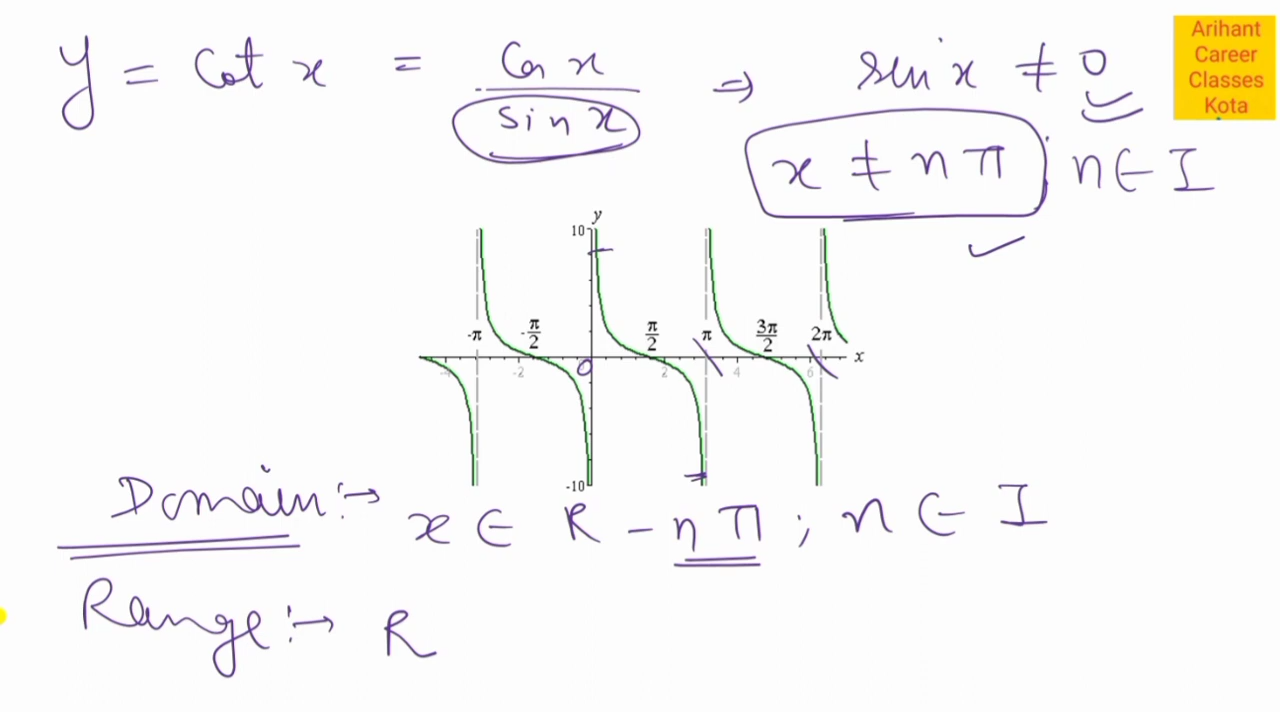 y = Cot x = Cos x / sin x ⇒ sin x ≠ 0
x ≠ nπ ; n ∈ I
Arihant
Career
Classes
Kota
y
10
-π
-π/2
π/2
π
3π/2
2π
x
-4
-2
0
2
4
6
-10
Domain :→ x ∈ R - nπ ; n ∈ I
Range :→ R